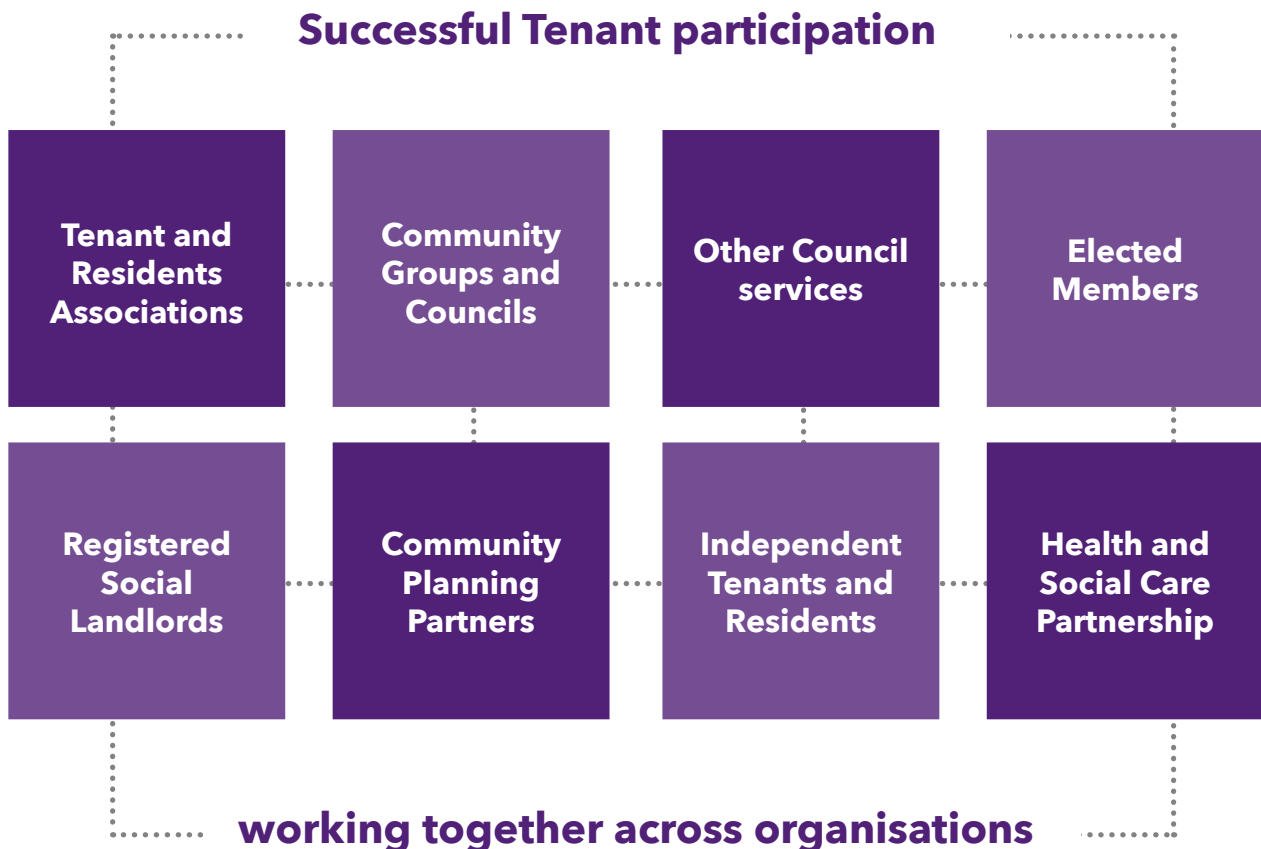 Successful Tenant participation
Tenant and
Residents
Associations
Community
Groups and
Councils
Other Council
services
Elected
Members
Registered
Social
Landlords
Community
Planning
Partners
Independent
Tenants and
Residents
Health and
Social Care
Partnership
working together across organisations